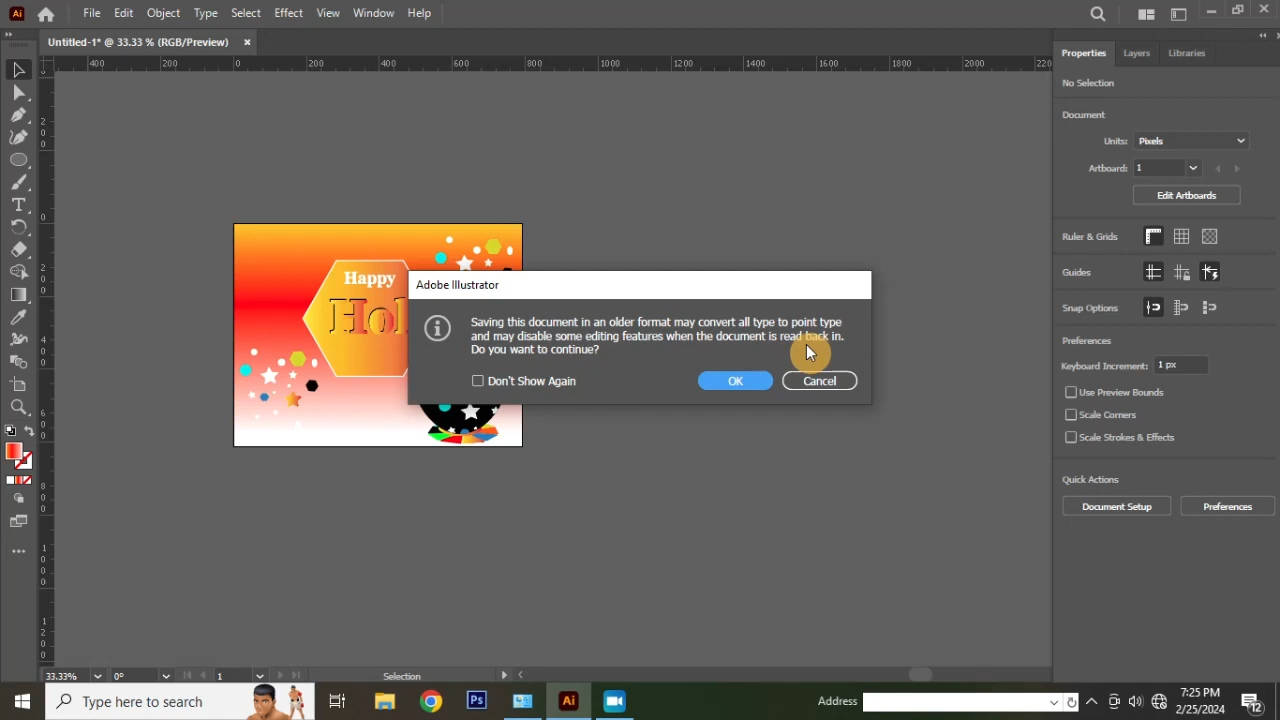 Ai File Edit Object Type Select Effect View Window Help
Untitled-1* @ 33.33 % (RGB/Preview) ×
400 200 0 200 400 600 800 1000 1200 1400 1600 1800 2000
Properties Layers Libraries
No Selection
Document
Units: Pixels
Artboard: 1
Edit Artboards
Ruler & Grids
Guides
Snap Options
Preferences
Keyboard Increment: 1 px
Use Preview Bounds
Scale Corners
Scale Strokes & Effects
Quick Actions
Document Setup Preferences
Happy
Adobe Illustrator
Saving this document in an older format may convert all type to point type
and may disable some editing features when the document is read back in.
Do you want to continue?
Don't Show Again OK Cancel
33.33% 0° 1 Selection
Type here to search Ps Ai Address 7:25 PM
2/25/2024 12